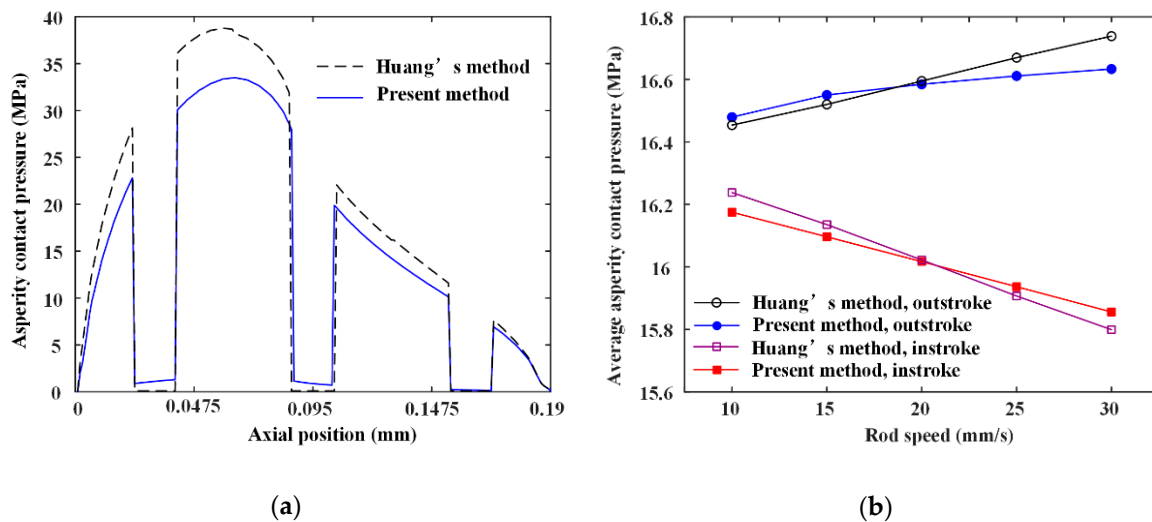 40
35
30
25
20
15
10
5
0
Asperity contact pressure (MPa)
Huang's method
Present method
0 0.0475 0.095 0.1475 0.19
Axial position (mm)
(a)
16.8
16.6
16.4
16.2
16
15.8
15.6
Average asperity contact pressure (MPa)
Huang's method, outstroke
Present method, outstroke
Huang's method, instroke
Present method, instroke
10 15 20 25 30
Rod speed (mm/s)
(b)